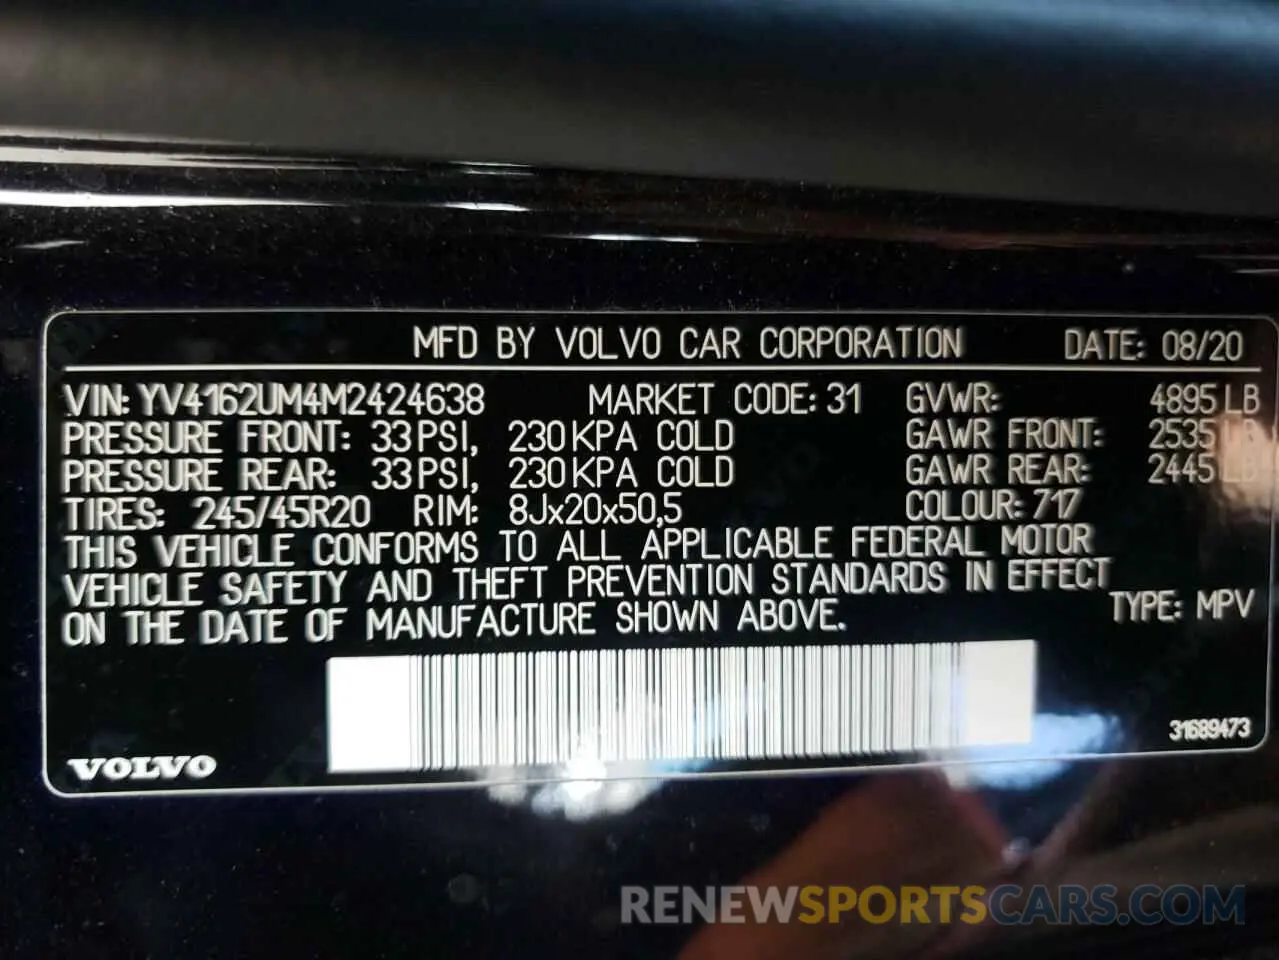 MFD BY VOLVO CAR CORPORATION DATE: 08/20
VIN: YV4162UM4M2424638 MARKET CODE: 31 GVWR: 4895 LB
PRESSURE FRONT: 33 PSI, 230 KPA COLD GAWR FRONT: 2535 LB
PRESSURE REAR: 33 PSI, 230 KPA COLD GAWR REAR: 2445 LB
TIRES: 245/45R20 RIM: 8Jx20x50,5 COLOUR: 717
THIS VEHICLE CONFORMS TO ALL APPLICABLE FEDERAL MOTOR
VEHICLE SAFETY AND THEFT PREVENTION STANDARDS IN EFFECT
ON THE DATE OF MANUFACTURE SHOWN ABOVE. TYPE: MPV
31689473
VOLVO
RENEWSPORTSCARS.COM